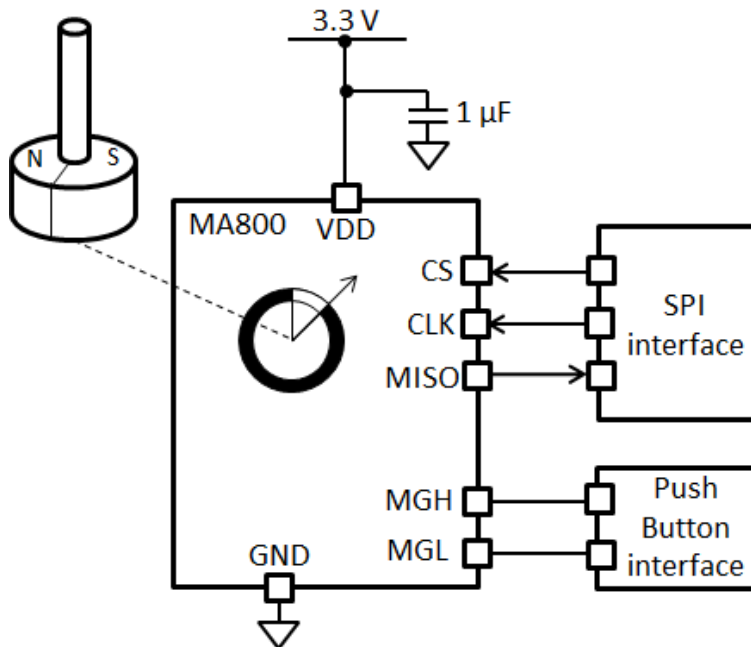 3.3 V
1 µF
N S
MA800
VDD
CS
CLK
MISO
SPI
interface
MGH
MGL
Push
Button
interface
GND